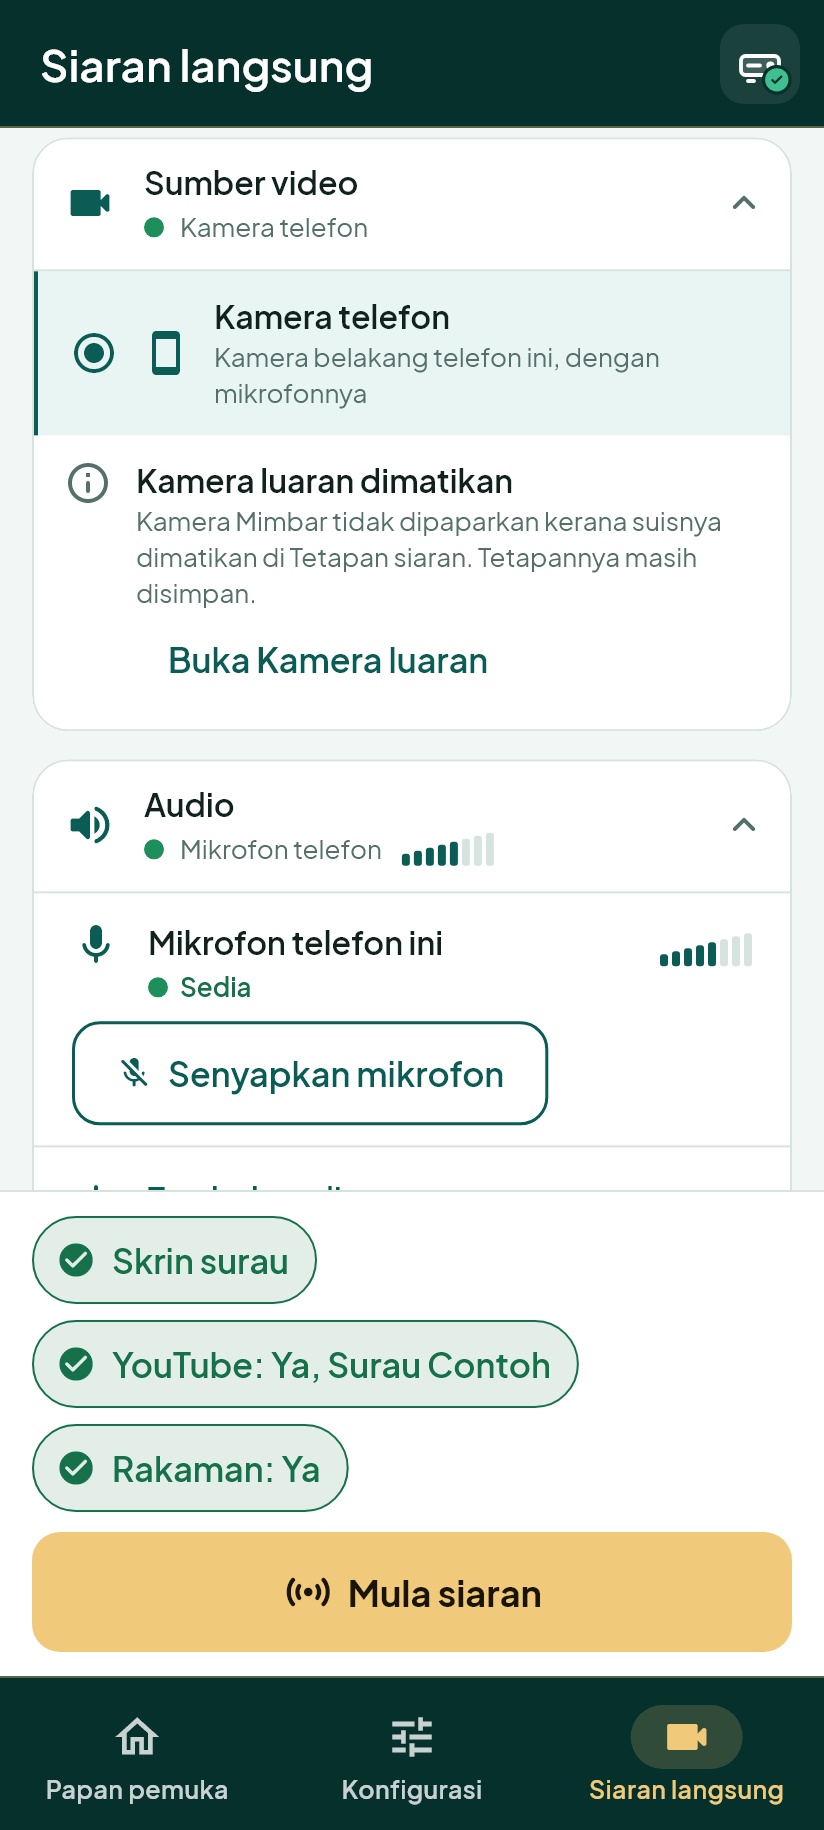 Siaran langsung
Sumber video
Kamera telefon
Kamera telefon
Kamera belakang telefon ini, dengan
mikrofonnya
Kamera luaran dimatikan
Kamera Mimbar tidak dipaparkan kerana suisnya
dimatikan di Tetapan siaran. Tetapannya masih
disimpan.
Buka Kamera luaran
Audio
Mikrofon telefon
Mikrofon telefon ini
Sedia
Senyapkan mikrofon
Skrin surau
YouTube: Ya, Surau Contoh
Rakaman: Ya
Mula siaran
Papan pemuka
Konfigurasi
Siaran langsung